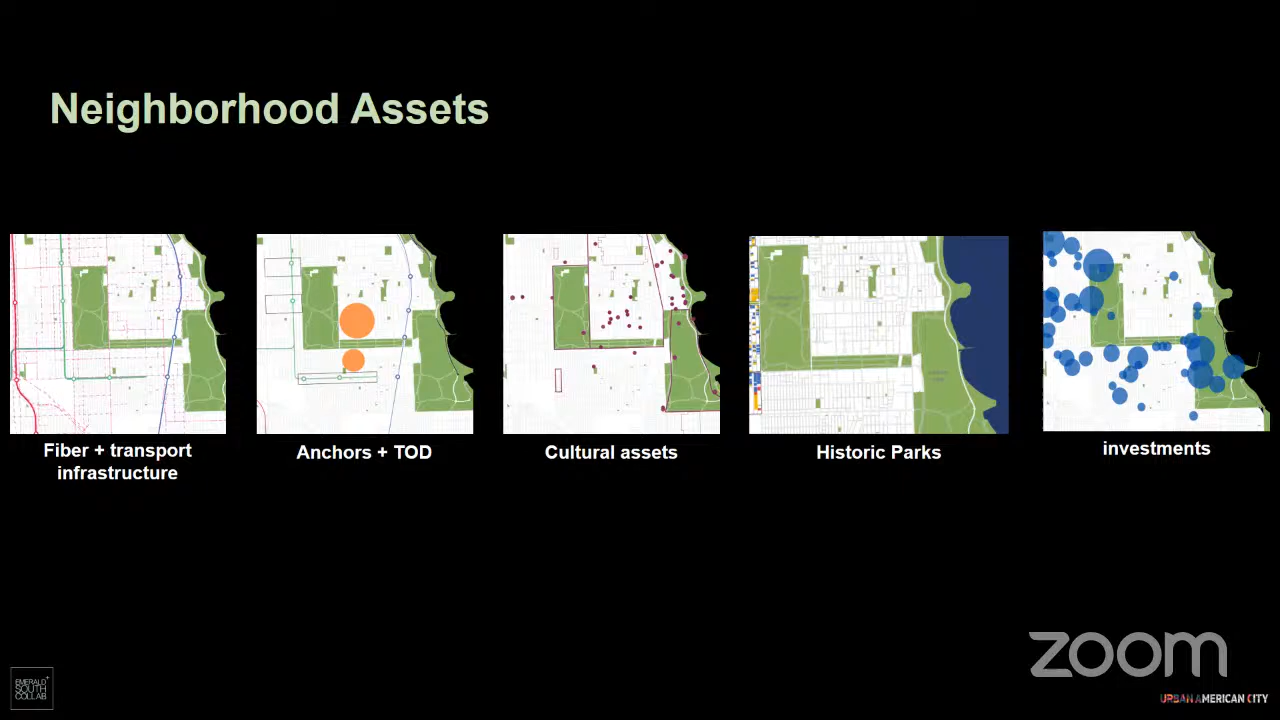 Neighborhood Assets
Fiber + transport
infrastructure
Anchors + TOD
Cultural assets
Historic Parks
investments
zoom
EMERALD+
SOUTH
COLLAB
URBAN AMERICAN CITY